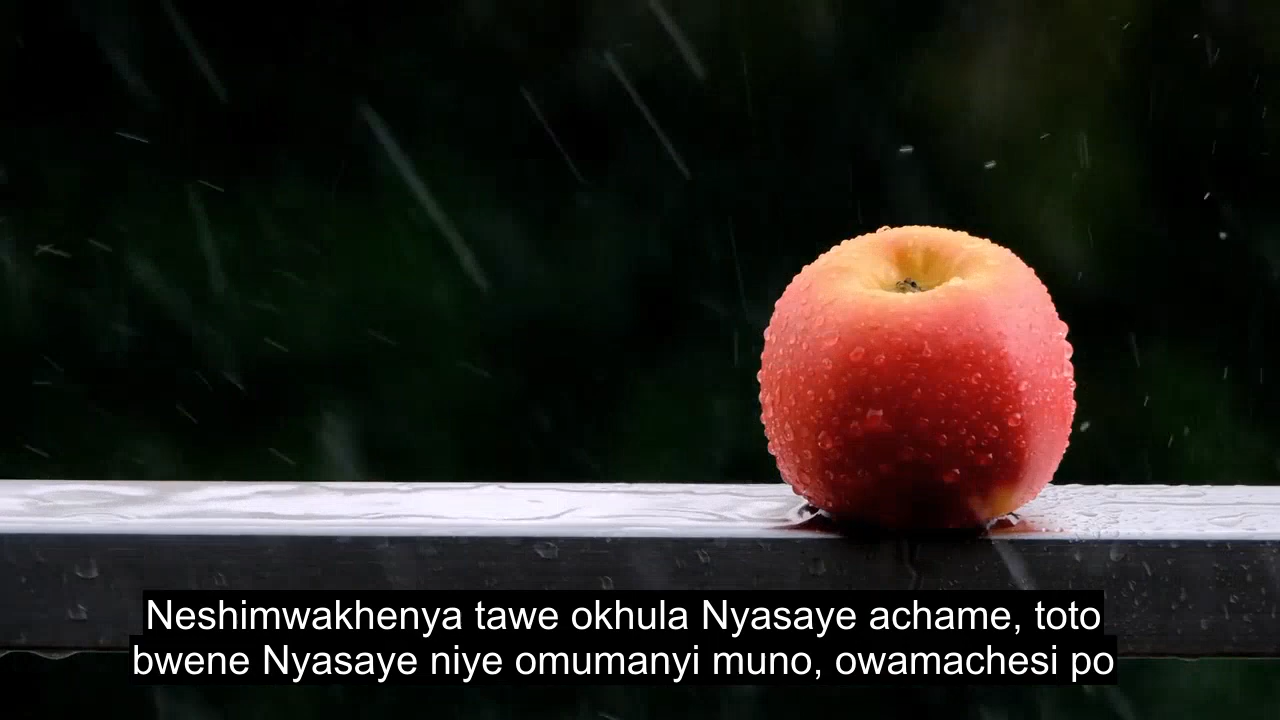 Neshimwakhenya tawe okhula Nyasaye achame, toto
bwene Nyasaye niye omumanyi muno, owamachesi po